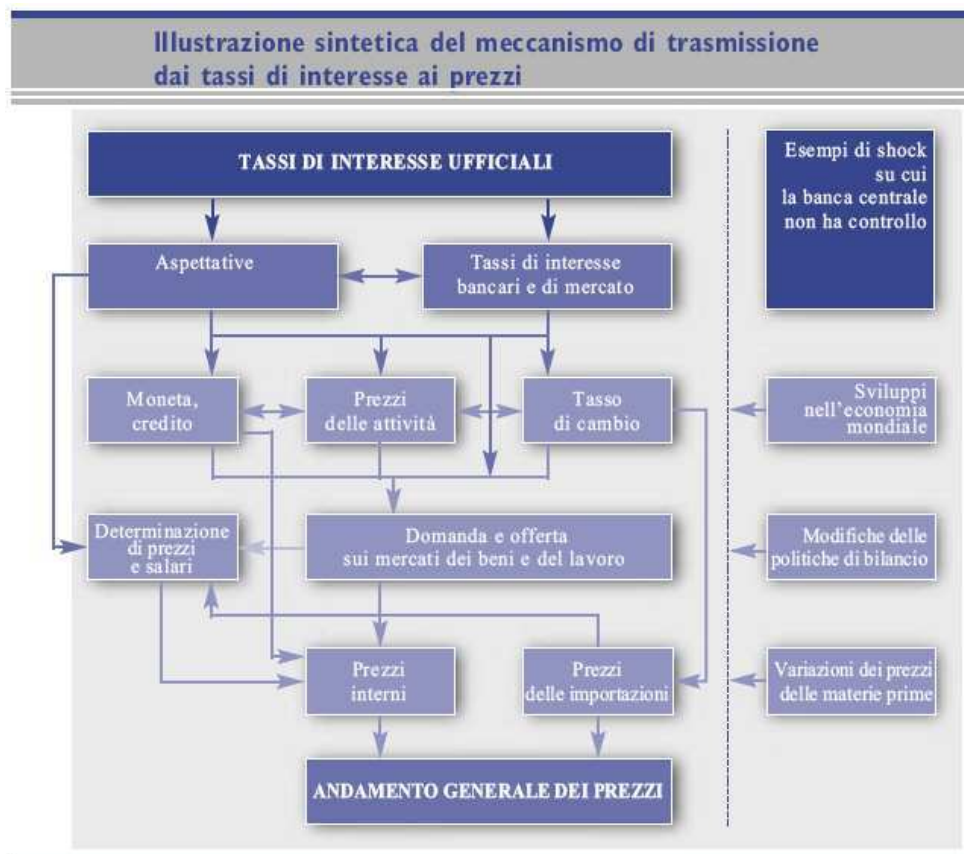 Illustrazione sintetica del meccanismo di trasmissione
dai tassi di interesse ai prezzi
TASSI DI INTERESSE UFFICIALI
Esempi di shock
su cui
la banca centrale
non ha controllo
Aspettative
Tassi di interesse
bancari e di mercato
Moneta,
credito
Prezzi
delle attività
Tasso
di cambio
Sviluppi
nell'economia
mondiale
Determinazione
di prezzi
e salari
Domanda e offerta
sui mercati dei beni e del lavoro
Modifiche delle
politiche di bilancio
Prezzi
interni
Prezzi
delle importazioni
Variazioni dei prezzi
delle materie prime
ANDAMENTO GENERALE DEI PREZZI